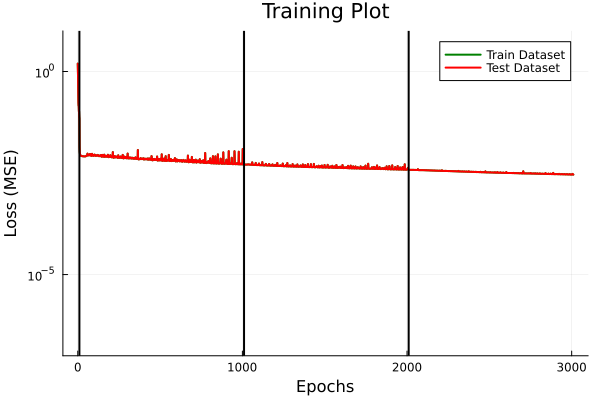 Training Plot
Train Dataset
Test Dataset
10⁰
10⁻⁵
Loss (MSE)
0
1000
2000
3000
Epochs